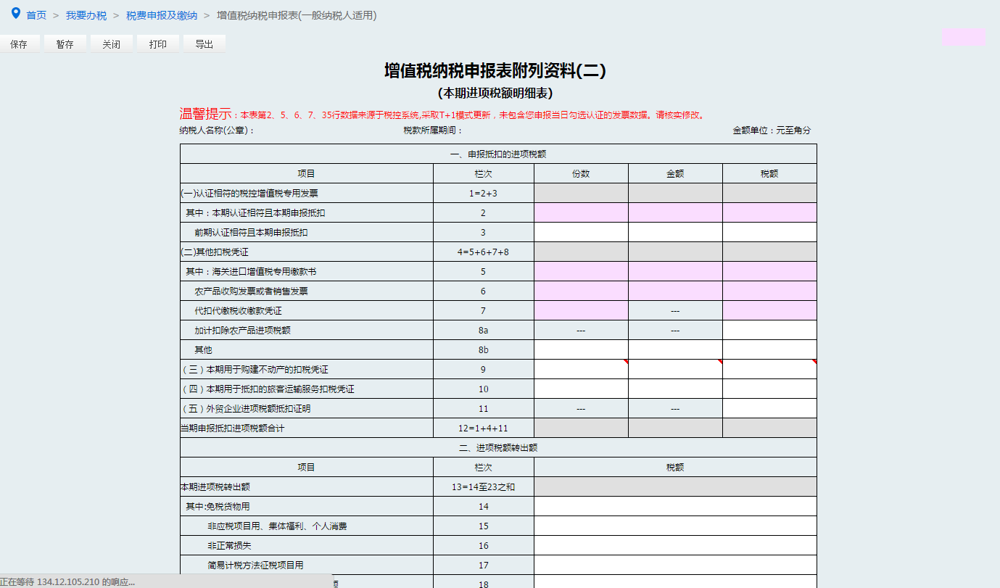 首页 > 我要办税 > 税费申报及缴纳 > 增值税纳税申报表(一般纳税人适用)
保存 暂存 关闭 打印 导出
增值税纳税申报表附列资料(二)
(本期进项税额明细表)
温馨提示：本表第2、5、6、7、35行数据来源于税控系统,采取T+1模式更新，未包含您申报当日勾选认证的发票数据。请核实修改。
纳税人名称(公章)： 税款所属期间： 金额单位：元至角分
一、申报抵扣的进项税额
项目 栏次 份数 金额 税额
(一)认证相符的税控增值税专用发票 1=2+3
其中：本期认证相符且本期申报抵扣 2
前期认证相符且本期申报抵扣 3
(二)其他扣税凭证 4=5+6+7+8
其中：海关进口增值税专用缴款书 5
农产品收购发票或者销售发票 6
代扣代缴税收缴款凭证 7 ---
加计扣除农产品进项税额 8a --- ---
其他 8b
（三）本期用于购建不动产的扣税凭证 9
（四）本期用于抵扣的旅客运输服务扣税凭证 10
（五）外贸企业进项税额抵扣证明 11 --- ---
当期申报抵扣进项税额合计 12=1+4+11
二、进项税额转出额
项目 栏次 税额
本期进项税转出额 13=14至23之和
其中:免税货物用 14
非应税项目用、集体福利、个人消费 15
非正常损失 16
简易计税方法征税项目用 17
额 18
正在等待 134.12.105.210 的响应...